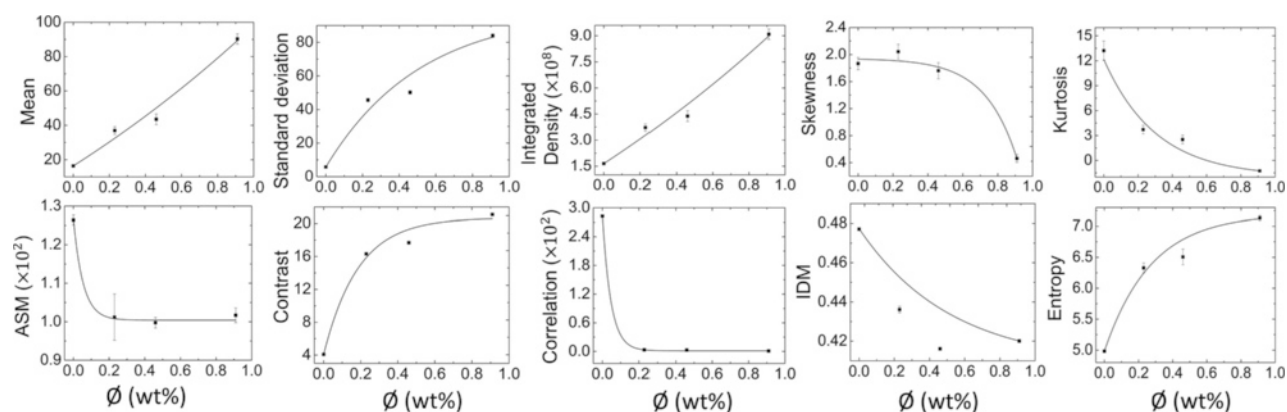 Mean
100
80
60
40
20
0.0 0.2 0.4 0.6 0.8 1.0
Standard deviation
80
60
40
20
0
0.0 0.2 0.4 0.6 0.8 1.0
Integrated
Density (×10⁸)
9.0
7.5
6.0
4.5
3.0
1.5
0.0 0.2 0.4 0.6 0.8 1.0
Skewness
2.4
2.0
1.6
1.2
0.8
0.4
0.0 0.2 0.4 0.6 0.8 1.0
Kurtosis
15
12
9
6
3
0
0.0 0.2 0.4 0.6 0.8 1.0
ASM (×10²)
1.3
1.2
1.1
1.0
0.9
0.0 0.2 0.4 0.6 0.8 1.0
Ø (wt%)
Contrast
20
16
12
8
4
0.0 0.2 0.4 0.6 0.8 1.0
Ø (wt%)
Correlation (×10²)
3.0
2.4
1.8
1.2
0.6
0.0
0.0 0.2 0.4 0.6 0.8 1.0
Ø (wt%)
IDM
0.48
0.46
0.44
0.42
0.0 0.2 0.4 0.6 0.8 1.0
Ø (wt%)
Entropy
7.0
6.5
6.0
5.5
5.0
0.0 0.2 0.4 0.6 0.8 1.0
Ø (wt%)